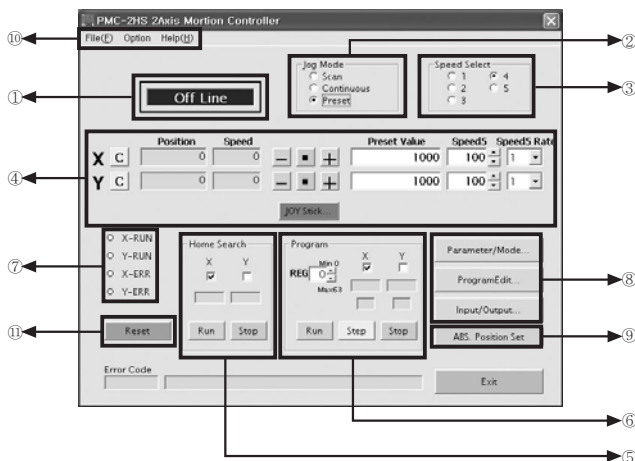 PMC-2HS 2Axis Mortion Controller
⑩ File(F) Option Help(H)
②
Jog Mode
Scan
Continuous
Preset
Speed Select
1 4
2 5
3
③
①
Off Line
④
Position Speed Preset Value Speed5 Speed5 Rate
X C 0 0 − ■ + 1000 100 1
Y C 0 0 − ■ + 1000 100 1
JOY Stick...
⑦
X-RUN
Y-RUN
X-ERR
Y-ERR
Home Search
X Y
Run Stop
Program
X Y
Min 0
REG 0
Max63
Run Step Stop
Parameter/Mode...
ProgramEdit...
Input/Output...
⑧
ABS. Position Set
⑨
⑪
Reset
Error Code
Exit
⑥
⑤